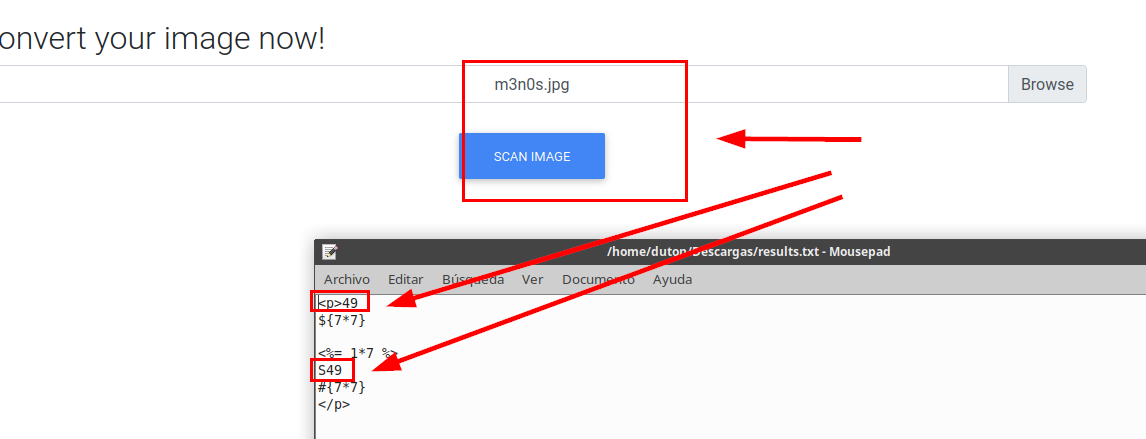 onvert your image now!
m3n0s.jpg
Browse
SCAN IMAGE
/home/duton/Descargas/results.txt - Mousepad
Archivo Editar Búsqueda Ver Documento Ayuda
<p>49
${7*7}
<%= 1*7 %>
S49
#{7*7}
</p>